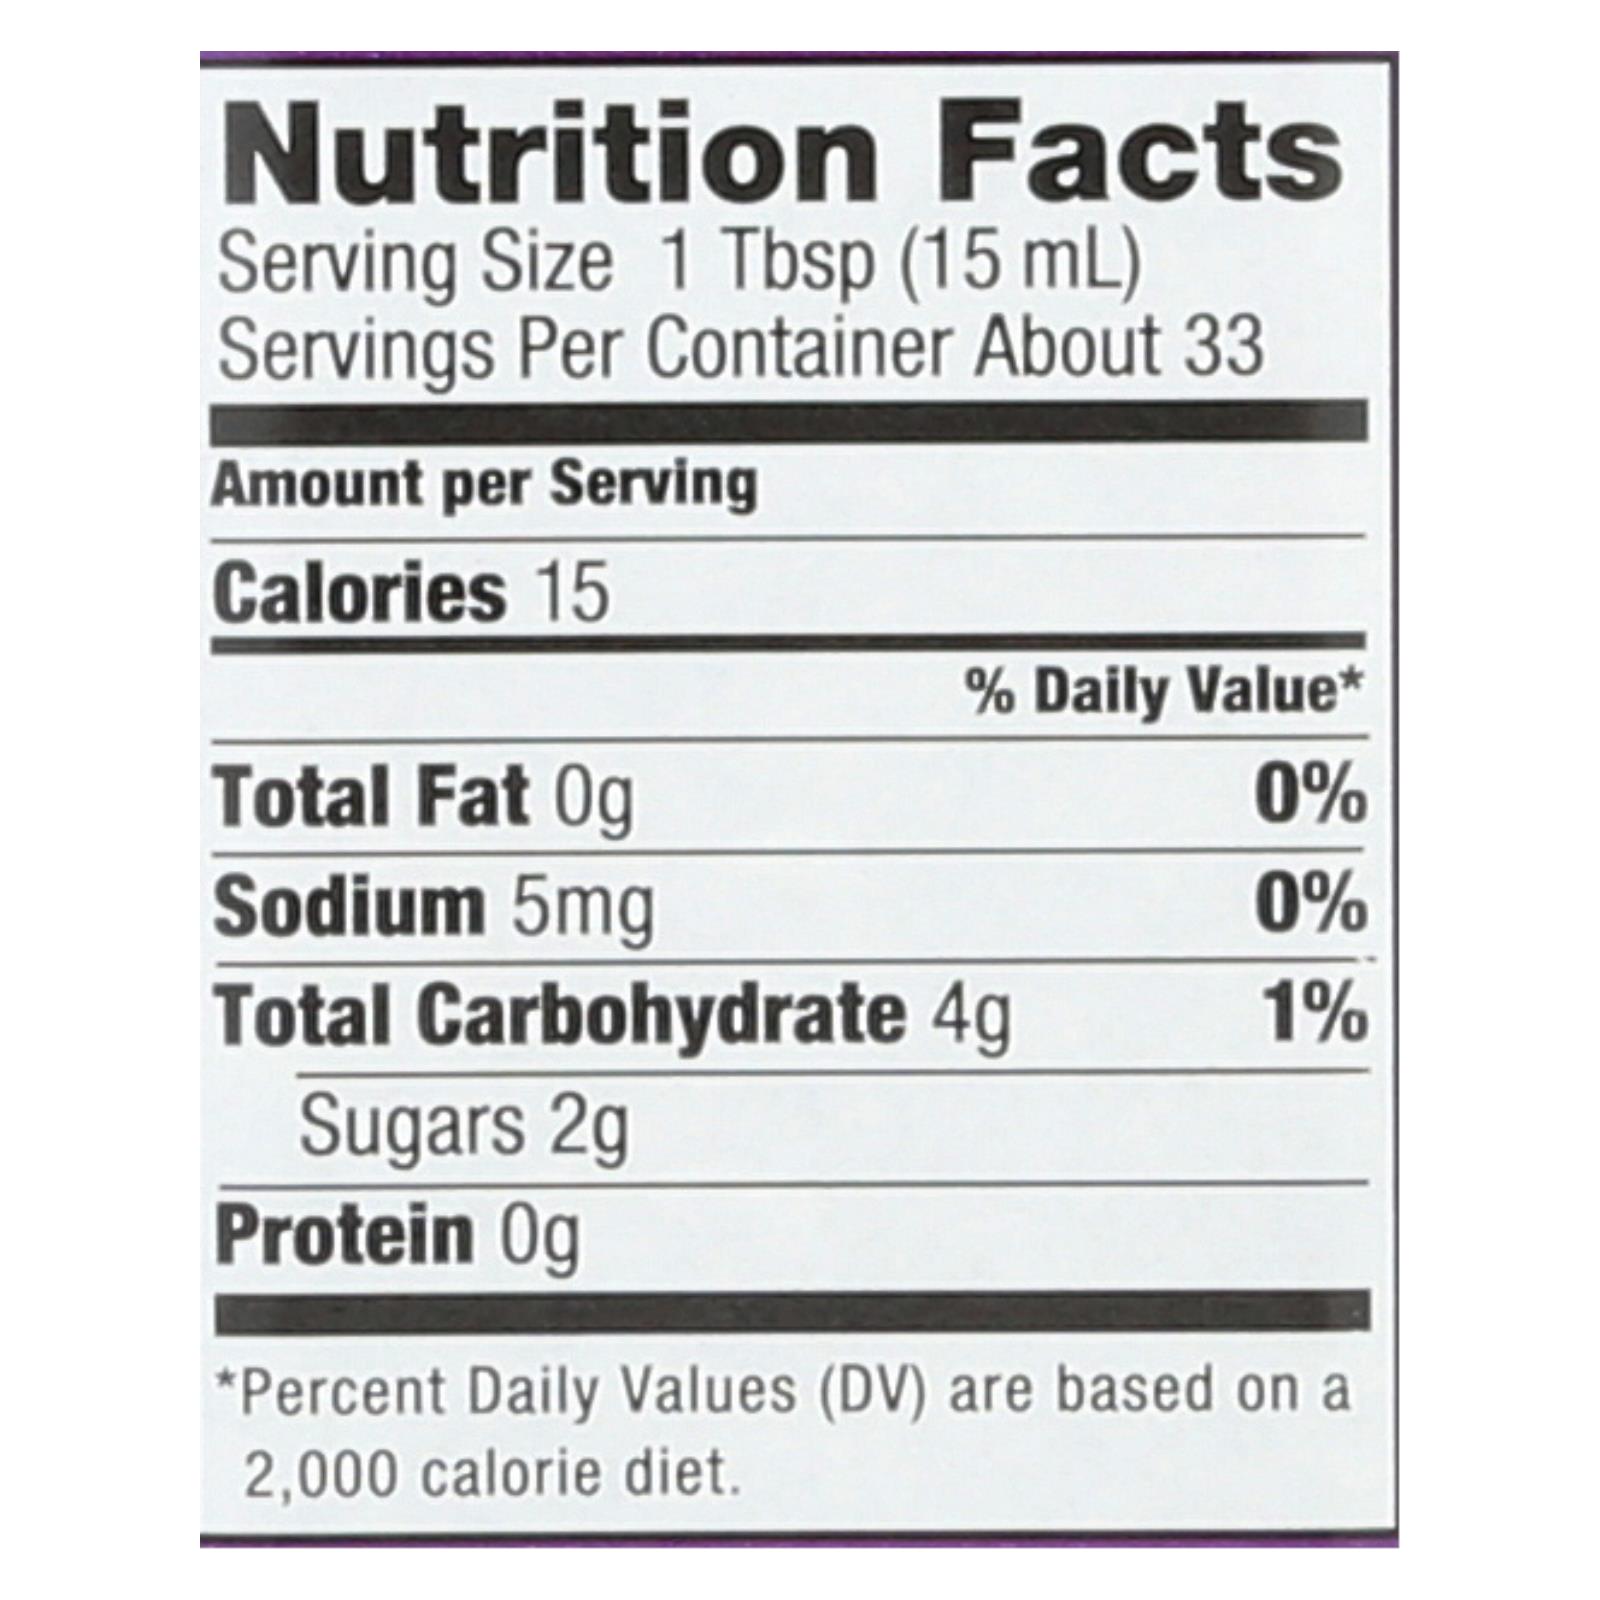 Nutrition Facts
Serving Size 1 Tbsp (15 mL)
Servings Per Container About 33
Amount per Serving
Calories 15
% Daily Value*
Total Fat 0g 0%
Sodium 5mg 0%
Total Carbohydrate 4g 1%
Sugars 2g
Protein 0g
*Percent Daily Values (DV) are based on a
2,000 calorie diet.